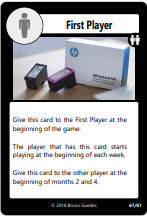 First Player
hp
Give this card to the First Player at the
beginning of the game.
The player that has this card starts
playing at the beginning of each week.
Give this card to the other player at the
beginning of months 2 and 4.
© 2018 Bruno Guedes
61/61